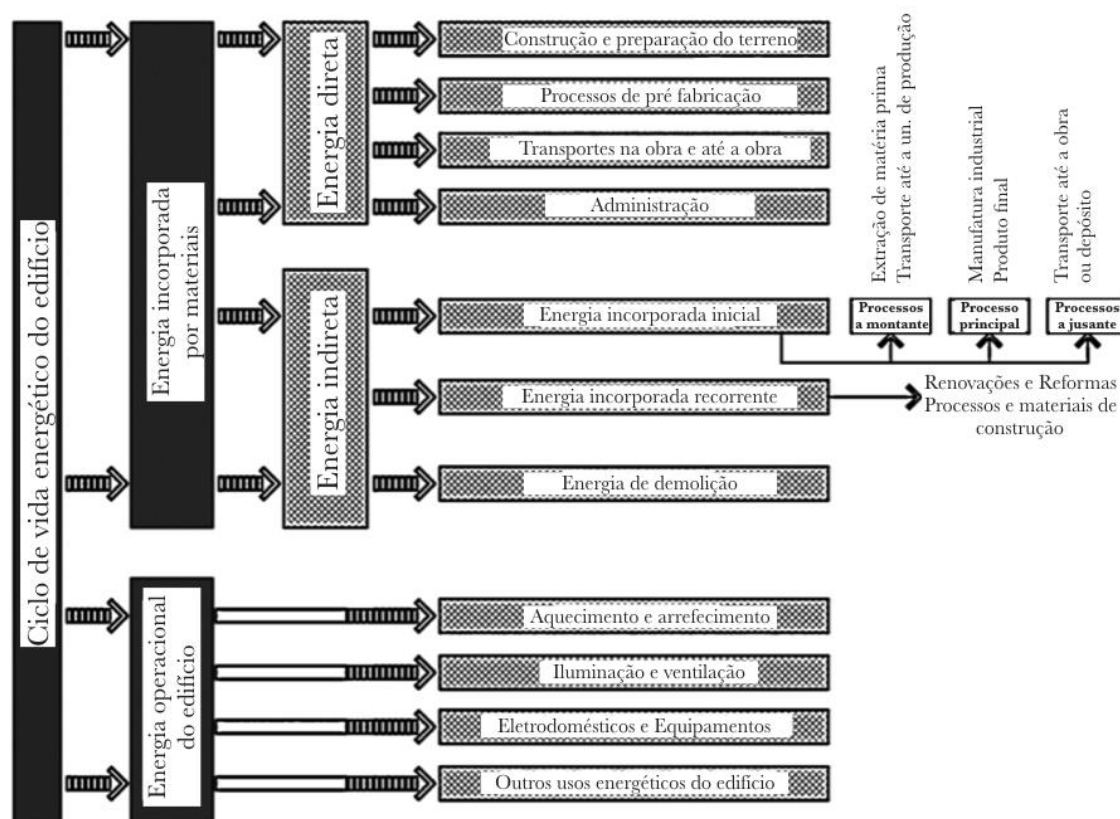 Ciclo de vida energético do edifício
Energia incorporada
por materiais
Energia direta
Construção e preparação do terreno
Processos de pré fabricação
Transportes na obra e até a obra
Administração
Energia indireta
Energia incorporada inicial
Extração de matéria prima
Transporte até a un. de produção
Processos
a montante
Manufatura industrial
Produto final
Processo
principal
Transporte até a obra
ou depósito
Processos
a jusante
Energia incorporada recorrente
Renovações e Reformas
Processos e materiais de
construção
Energia de demolição
Energia operacional
do edifício
Aquecimento e arrefecimento
Iluminação e ventilação
Eletrodomésticos e Equipamentos
Outros usos energéticos do edifício